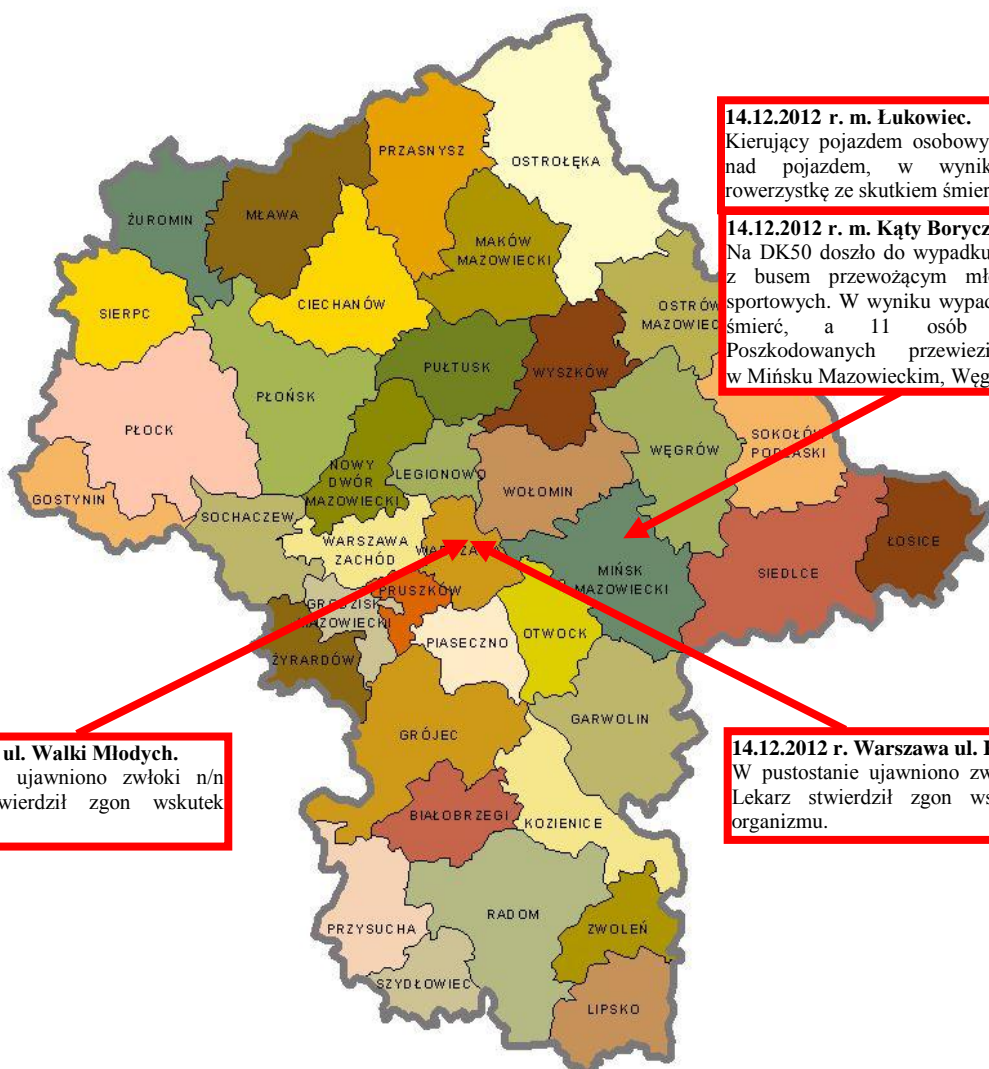 PRZASNYSZ
OSTROŁĘKA
ŻUROMIN
MŁAWA
MAKÓW
MAZOWIECKI
CIECHANÓW
SIERPC
OSTRÓW
PŁOŃSK
PUŁTUSK
WYSZKÓW
PŁOCK
SOKOŁÓW
PODLASKI
WĘGRÓW
NOWY
DWÓR
MAZOWIECKI
LEGIONOWO
WOŁOMIN
GOSTYNIN
SOCHACZEW
WARSZAWA
ZACHÓD
WARSZAWA
ŁOSICE
SIEDLCE
MIŃSK
MAZOWIECKI
PRUSZKÓW
GRODZISK
MAZOWIECKI
OTWOCK
PIASECZNO
ŻYRARDÓW
GARWOLIN
GRÓJEC
BIAŁOBRZEGI
KOZIENICE
RADOM
PRZYSUCHA
ZWOLEŃ
SZYDŁOWIEC
LIPSKO
14.12.2012 r. m. Łukowiec.
Kierujący pojazdem osobowy
nad pojazdem, w wynik
rowerzystkę ze skutkiem śmier
14.12.2012 r. m. Kąty Borycz
Na DK50 doszło do wypadku
z busem przewożącym mł
sportowych. W wyniku wypad
śmierć, a 11 osób
Poszkodowanych przewiezi
w Mińsku Mazowieckim, Węg
ul. Walki Młodych.
ujawniono zwłoki n/n
wierdził zgon wskutek
14.12.2012 r. Warszawa ul.
W pustostanie ujawniono zw
Lekarz stwierdził zgon ws
organizmu.